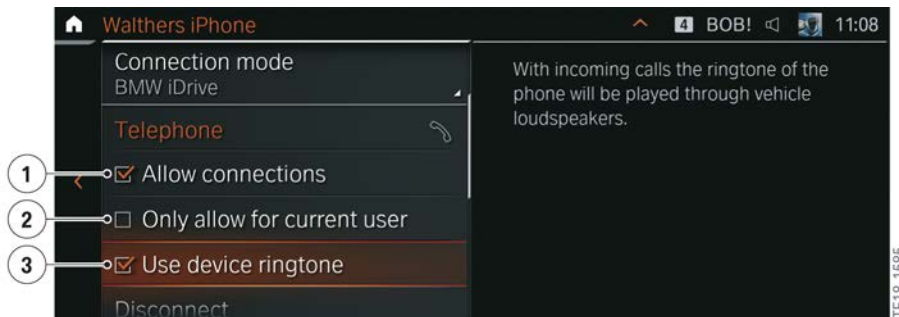 Walthers iPhone
4 BOB! 11:08
Connection mode
BMW iDrive
Telephone
1 Allow connections
2 Only allow for current user
3 Use device ringtone
Disconnect
With incoming calls the ringtone of the
phone will be played through vehicle
loudspeakers.